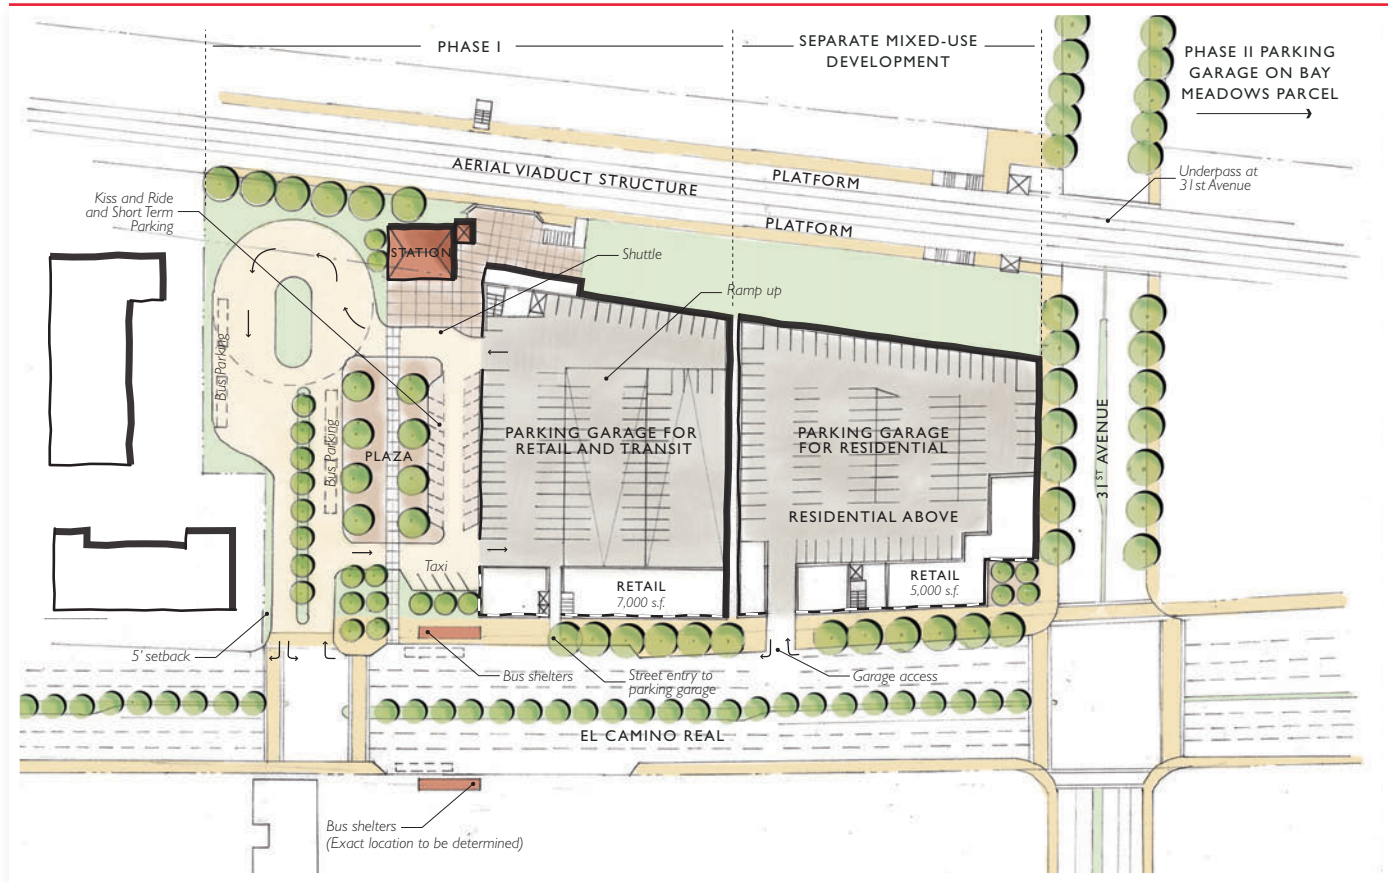 PHASE I
SEPARATE MIXED-USE
DEVELOPMENT
PHASE II PARKING
GARAGE ON BAY
MEADOWS PARCEL
AERIAL VIADUCT STRUCTURE
PLATFORM
PLATFORM
Underpass at
31st Avenue
Kiss and Ride
and Short Term
Parking
STATION
Shuttle
Ramp up
Bus Parking
Bus Parking
PLAZA
PARKING GARAGE FOR
RETAIL AND TRANSIT
PARKING GARAGE
FOR RESIDENTIAL
RESIDENTIAL ABOVE
31ST AVENUE
Taxi
RETAIL
7,000 s.f.
RETAIL
5,000 s.f.
5' setback
Bus shelters
Street entry to
parking garage
Garage access
EL CAMINO REAL
Bus shelters
(Exact location to be determined)